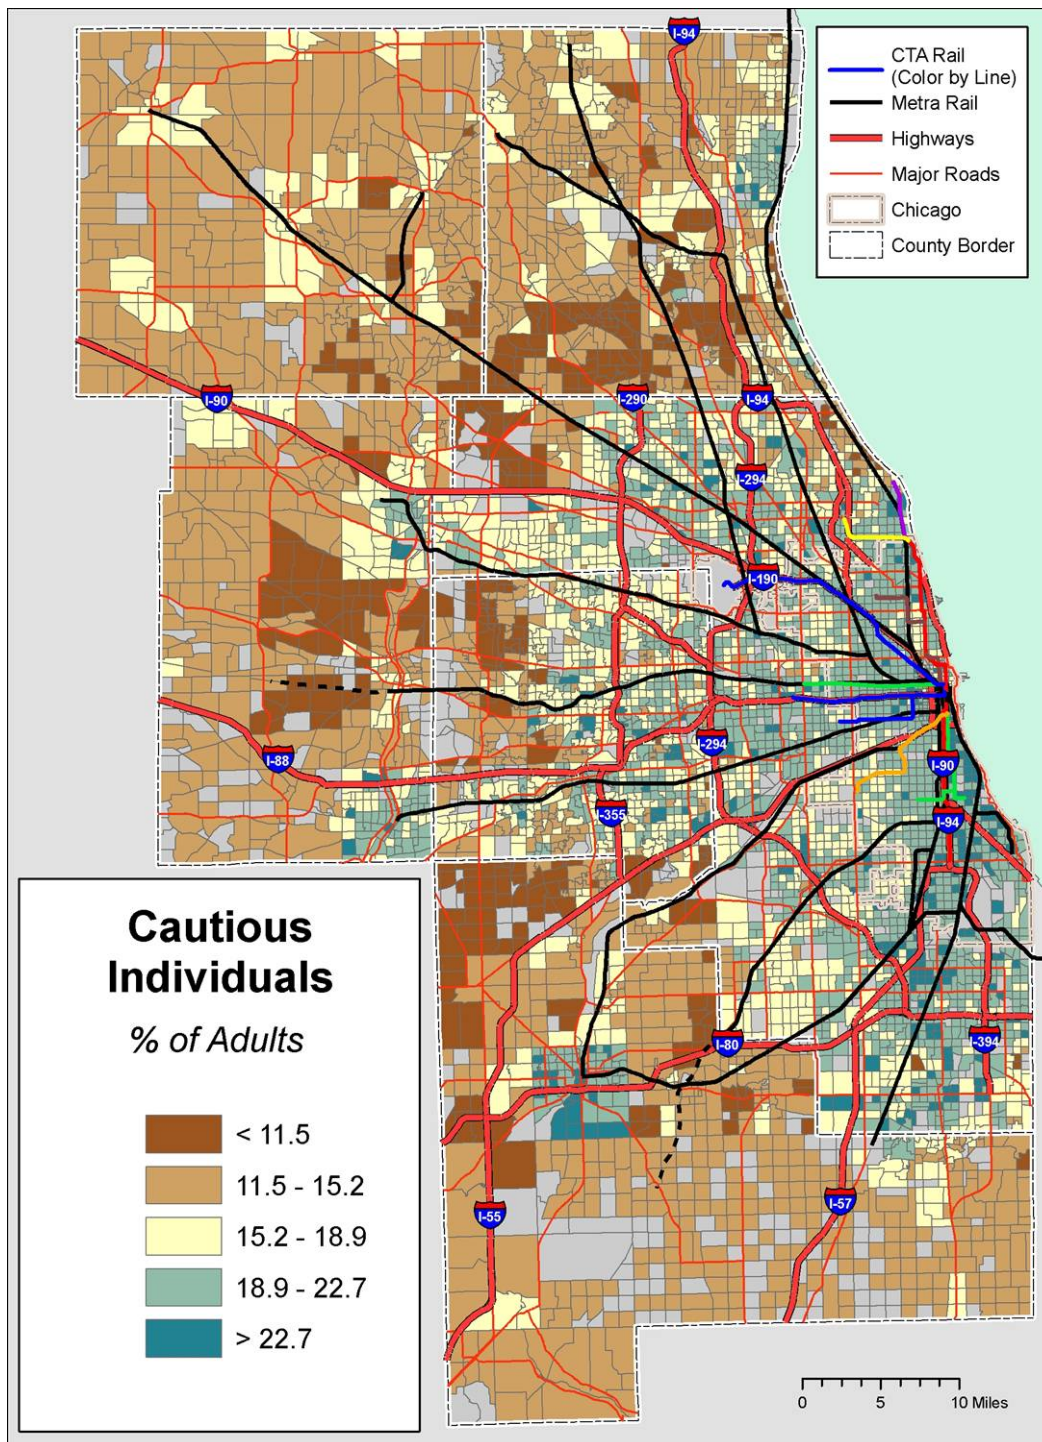 I-94
CTA Rail
(Color by Line)
Metra Rail
Highways
Major Roads
Chicago
County Border
I-90
I-290
I-94
I-294
I-190
I-88
I-294
I-90
I-355
I-94
Cautious
Individuals
% of Adults
< 11.5
11.5 - 15.2
15.2 - 18.9
18.9 - 22.7
> 22.7
I-80
I-394
I-55
I-57
0 5 10 Miles